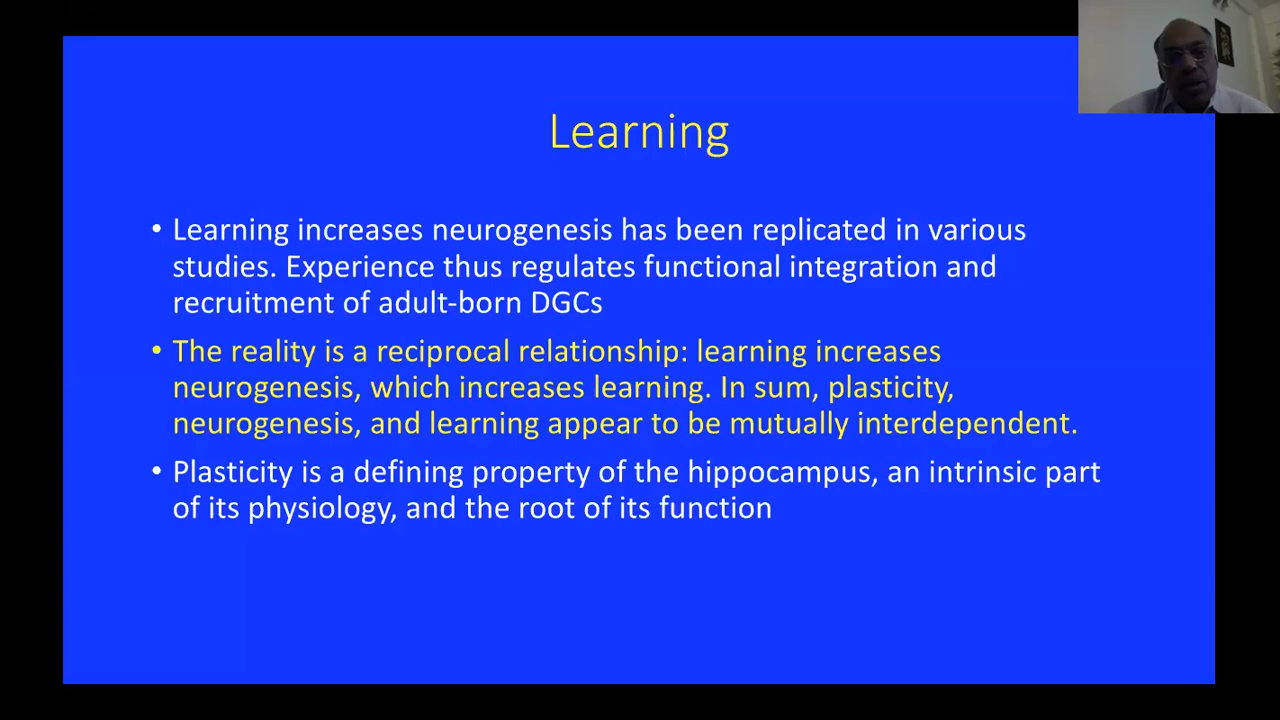 Learning
• Learning increases neurogenesis has been replicated in various
studies. Experience thus regulates functional integration and
recruitment of adult-born DGCs
• The reality is a reciprocal relationship: learning increases
neurogenesis, which increases learning. In sum, plasticity,
neurogenesis, and learning appear to be mutually interdependent.
• Plasticity is a defining property of the hippocampus, an intrinsic part
of its physiology, and the root of its function